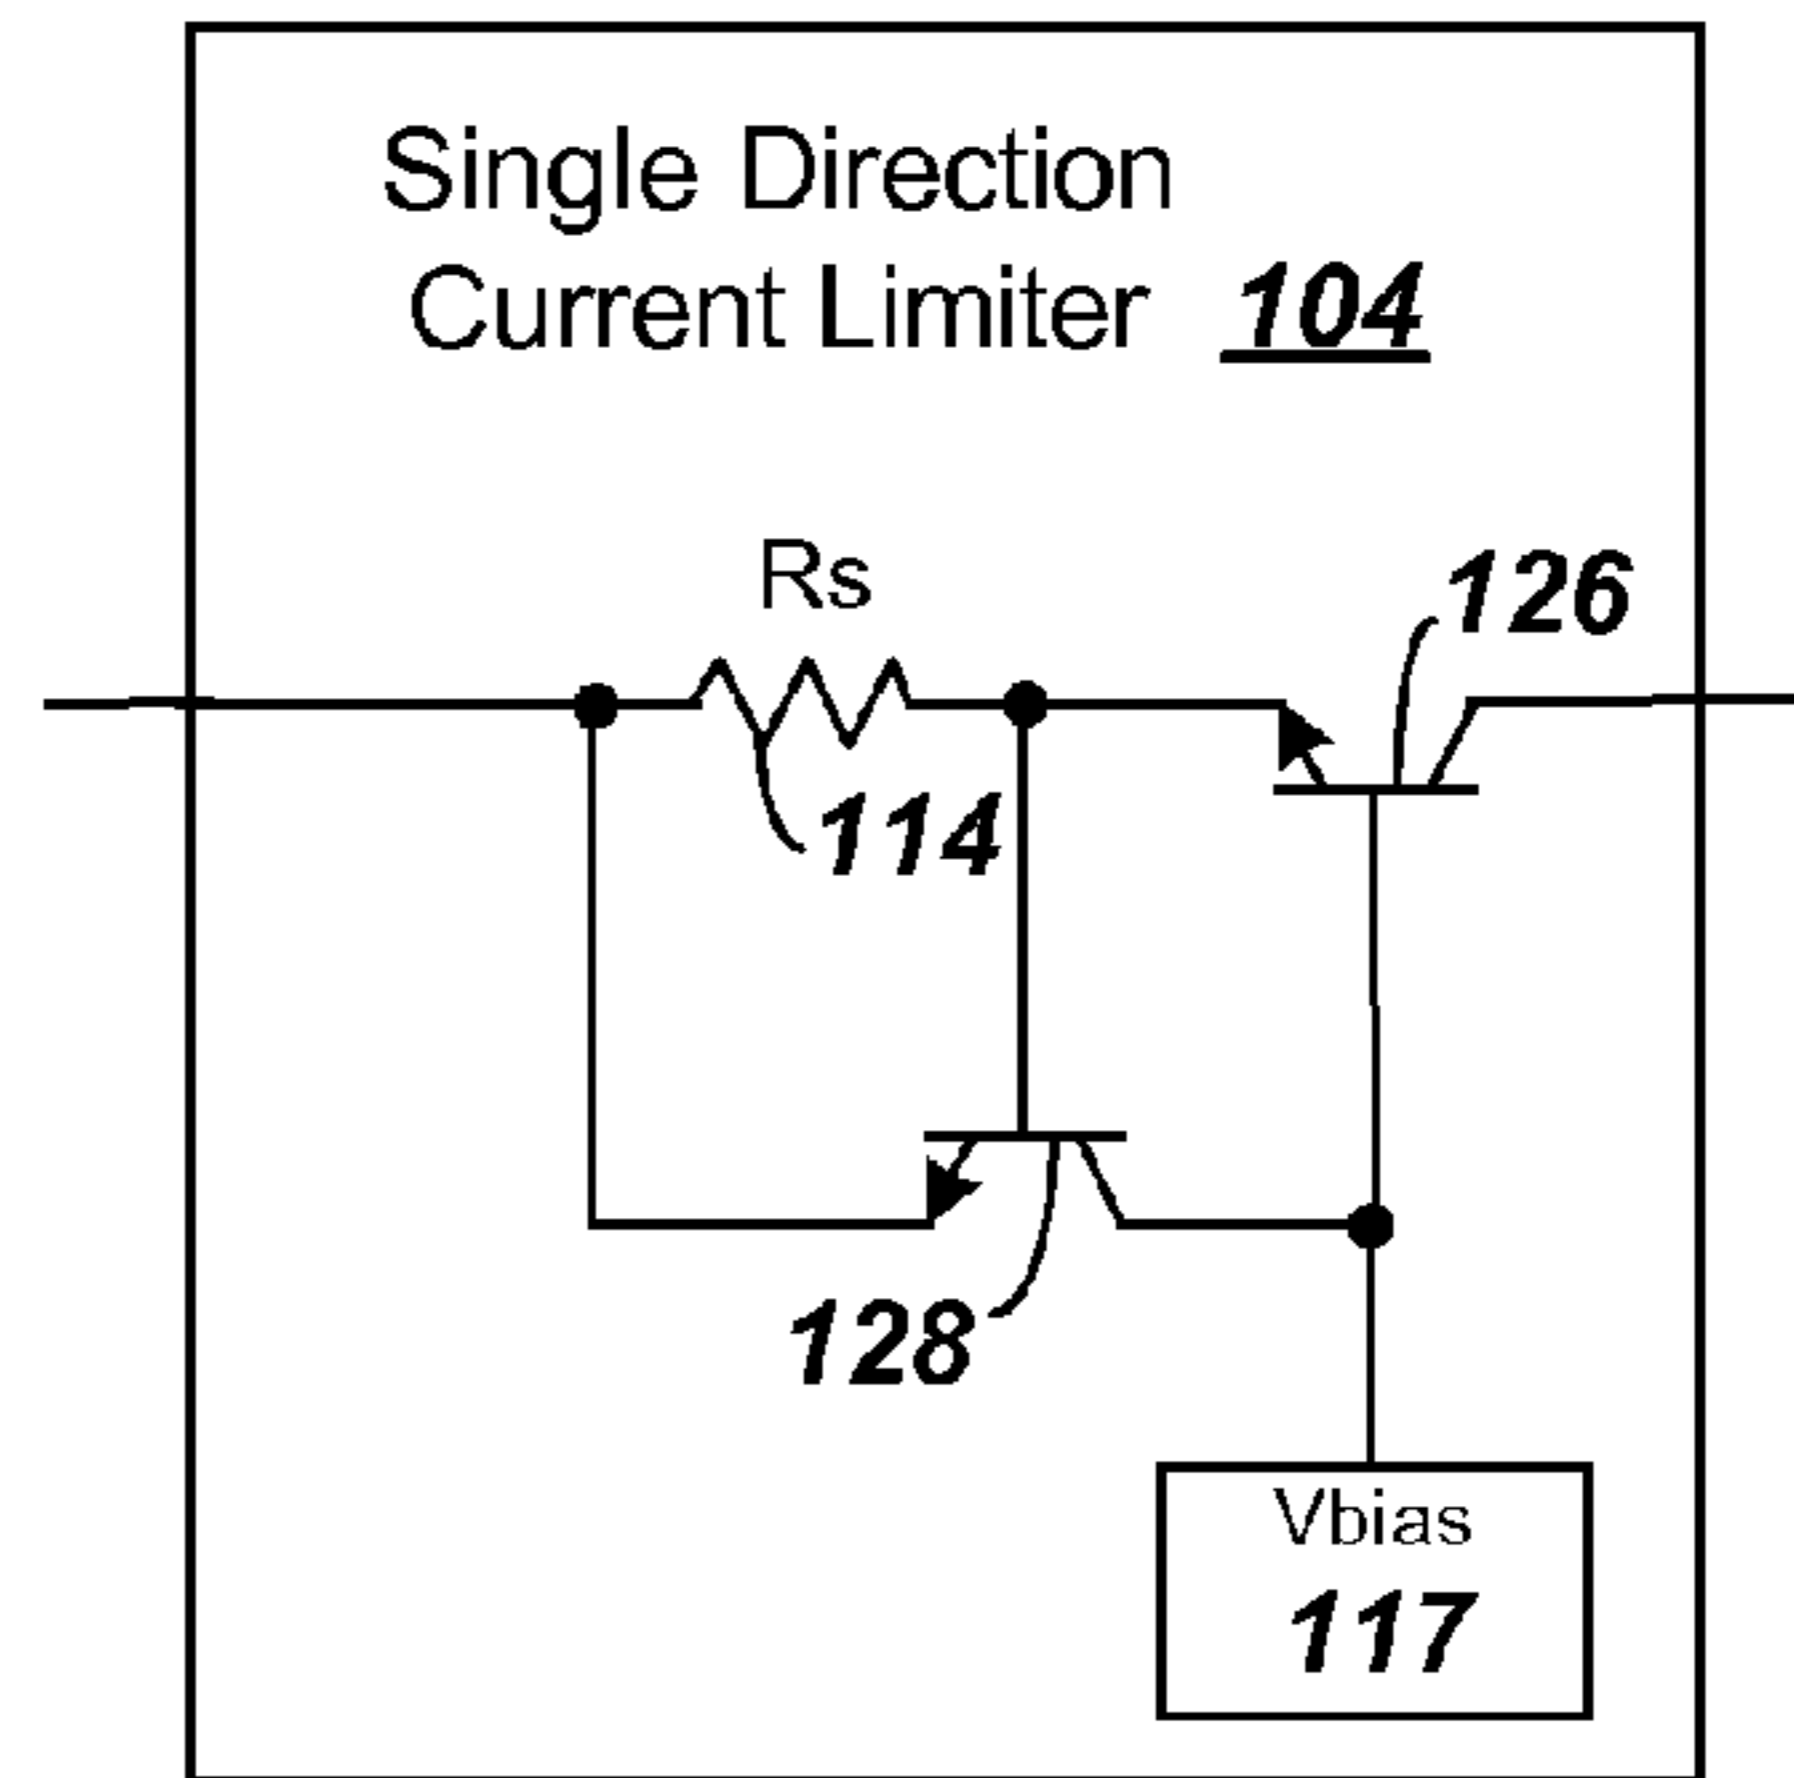 Single Direction
Current Limiter 104
Rs
126
114
128
Vbias
117